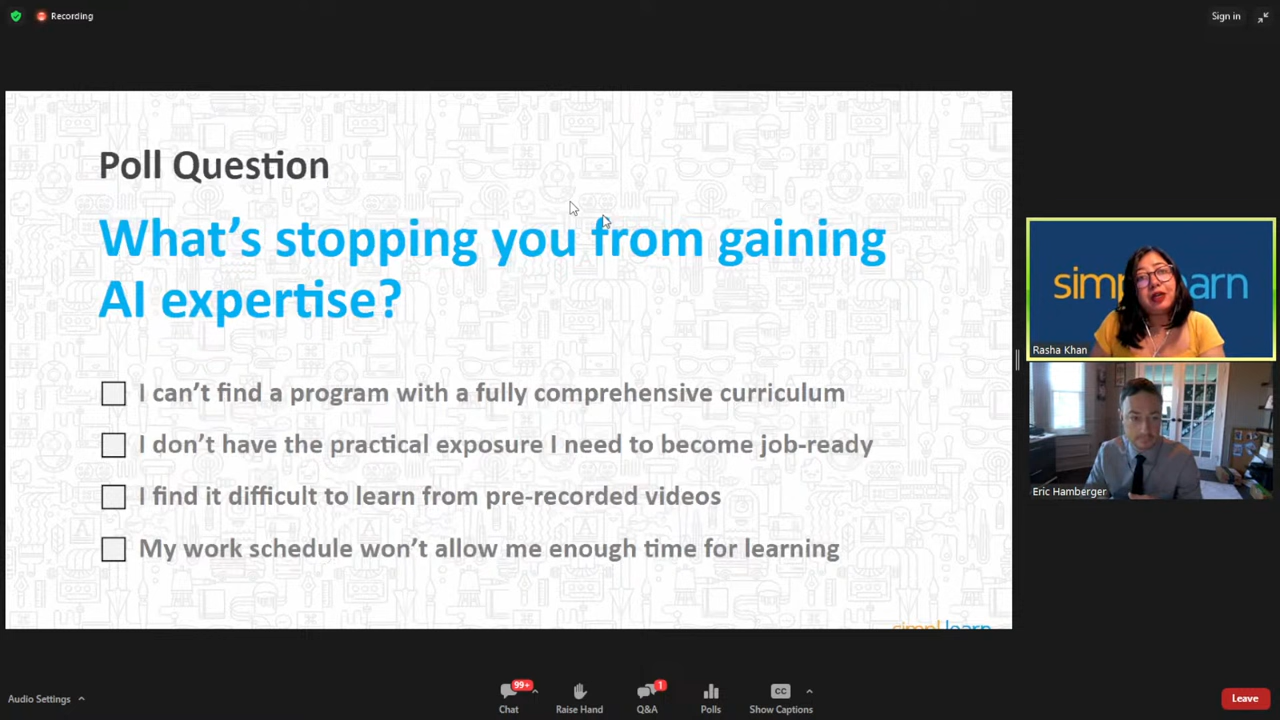 Recording
Sign in
Poll Question
What's stopping you from gaining
AI expertise?
I can't find a program with a fully comprehensive curriculum
I don't have the practical exposure I need to become job-ready
I find it difficult to learn from pre-recorded videos
My work schedule won't allow me enough time for learning
simplilearn
Rasha Khan
Eric Hamberger
Audio Settings
99+
Chat
Raise Hand
1
Q&A
Polls
CC
Show Captions
Leave